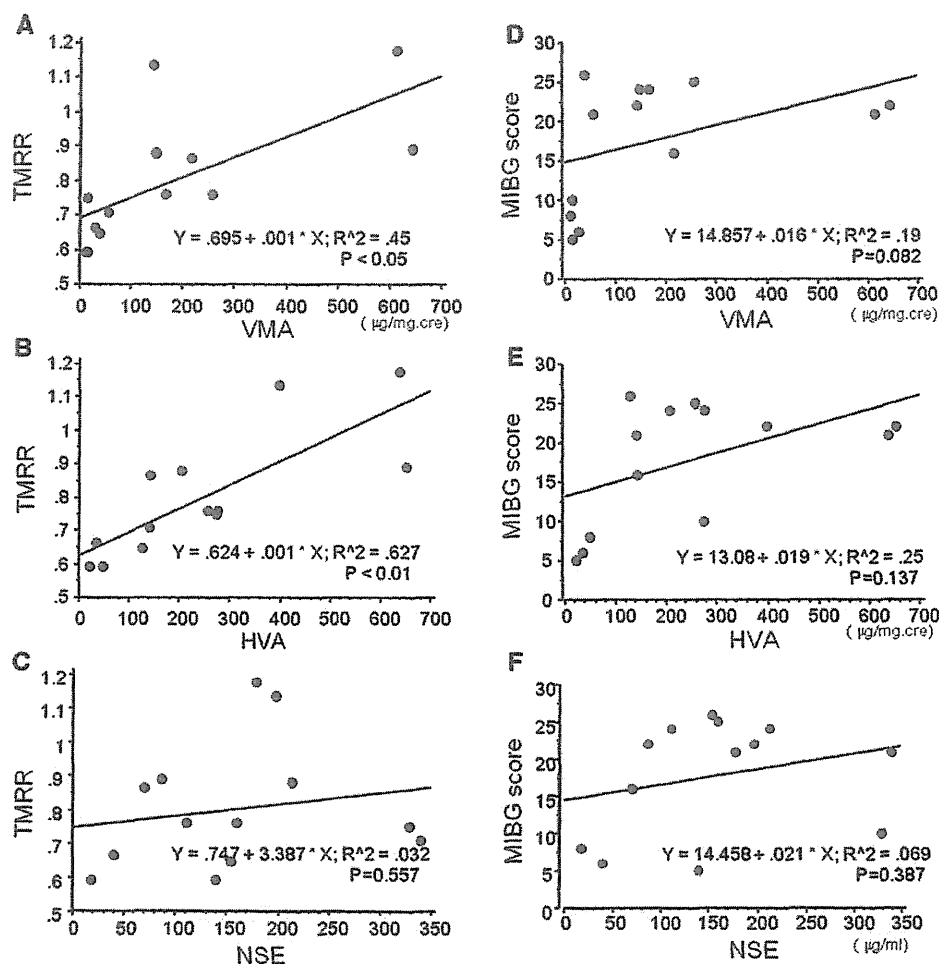 A
TMRR
1.2
1.1
1
.9
.8
.7
.6
.5
Y = .695 + .001 * X; R^2 = .45
P < 0.05
0 100 200 300 400 500 600 700
VMA
( µg/mg.cre)
D
MIBG score
30
25
20
15
10
5
0
Y = 14.857 + .016 * X; R^2 = .19
P=0.082
0 100 200 300 400 500 600 700
VMA
( µg/mg.cre)
B
TMRR
1.2
1.1
1
.9
.8
.7
.6
.5
Y = .624 + .001 * X; R^2 = .627
P < 0.01
0 100 200 300 400 500 600 700
HVA
E
MIBG score
30
25
20
15
10
5
0
Y = 13.08 + .019 * X; R^2 = .25
P=0.137
0 100 200 300 400 500 600 700
HVA
( µg/mg.cre)
C
TMRR
1.2
1.1
1
.9
.8
.7
.6
.5
Y = .747 + 3.387 * X; R^2 = .032
P=0.557
0 50 100 150 200 250 300 350
NSE
F
MIBG score
30
25
20
15
10
5
0
Y = 14.458 + .021 * X; R^2 = .069
P=0.387
0 50 100 150 200 250 300 350
NSE
( µg/ml)